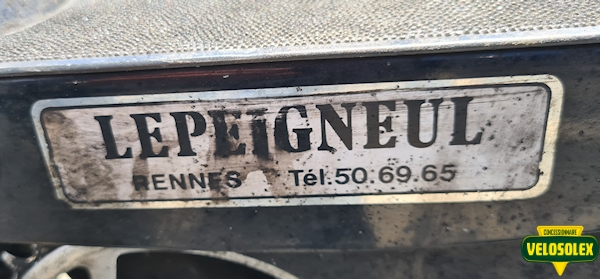 LEPEIGNEUL
RENNES Tél.50.69.65
CONCESSIONNAIRE
VELOSOLEX